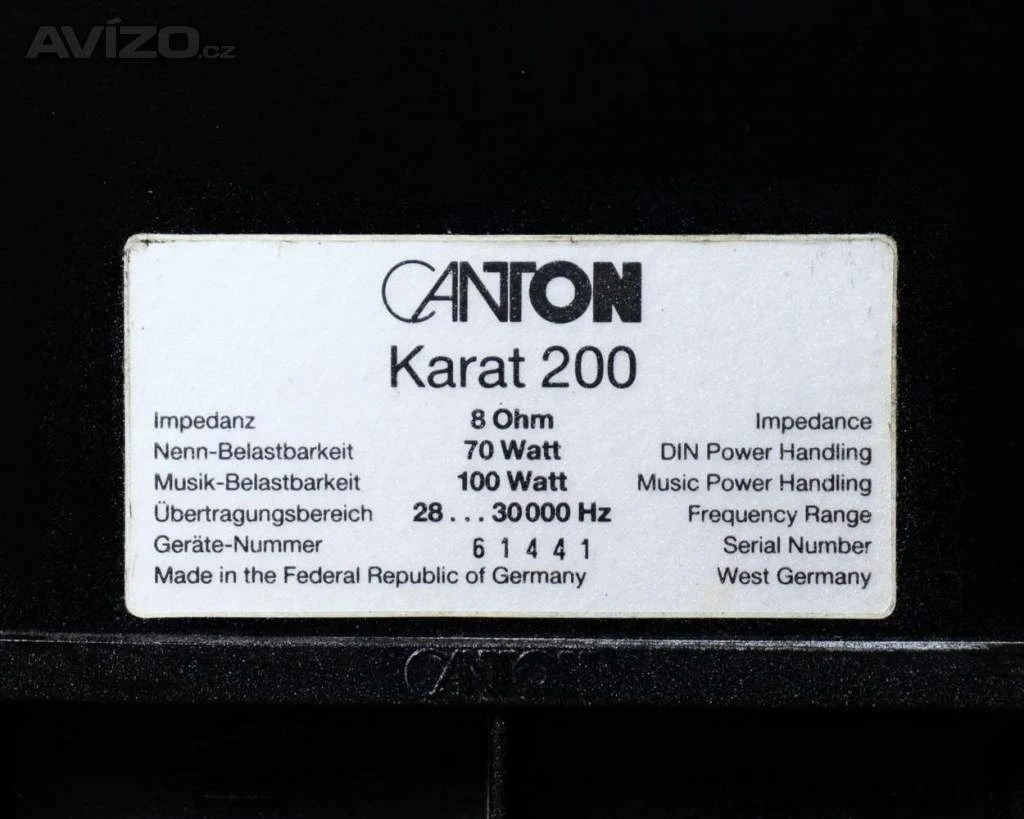 AVÍZO.cz
CANTON
Karat 200
Impedanz 8 Ohm Impedance
Nenn-Belastbarkeit 70 Watt DIN Power Handling
Musik-Belastbarkeit 100 Watt Music Power Handling
Übertragungsbereich 28...30000 Hz Frequency Range
Geräte-Nummer 61441 Serial Number
Made in the Federal Republic of Germany West Germany
CANTON